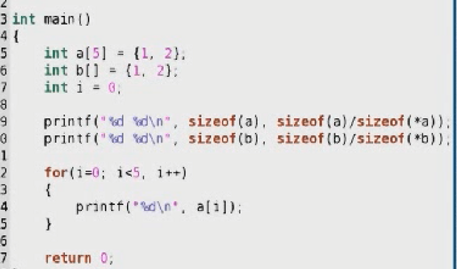 2
3 int main()
4 {
5 int a[5] = {1, 2};
6 int b[] = {1, 2};
7 int i = 0;
8
9 printf("%d %d\n", sizeof(a), sizeof(a)/sizeof(*a));
0 printf("%d %d\n", sizeof(b), sizeof(b)/sizeof(*b));
1
2 for(i=0; i<5, i++)
3 {
4 printf("%d\n", a[i]);
5 }
6
7 return 0;